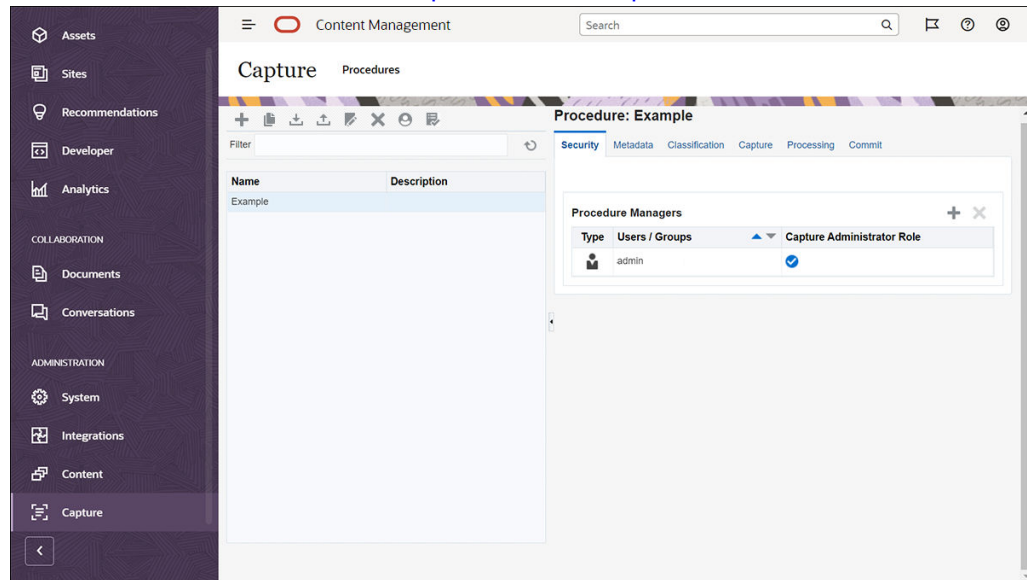 Assets
Sites
Recommendations
Developer
Analytics
COLLABORATION
Documents
Conversations
ADMINISTRATION
System
Integrations
Content
Capture
Content Management
Search
Capture Procedures
Filter
Name Description
Example
Procedure: Example
Security Metadata Classification Capture Processing Commit
Procedure Managers
Type Users / Groups Capture Administrator Role
admin